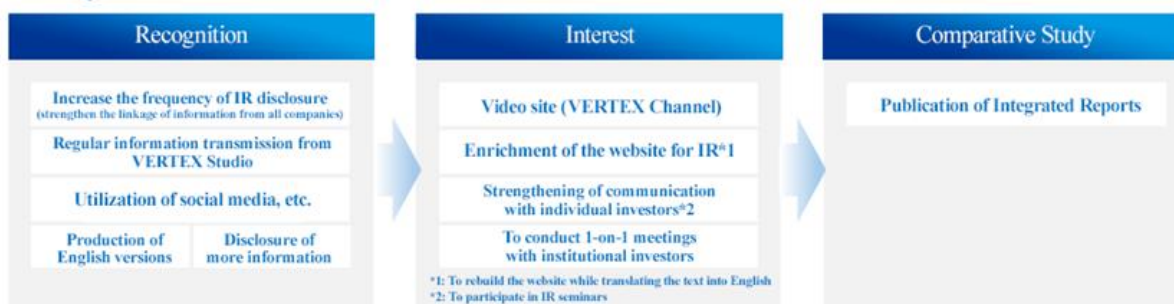 Recognition
Increase the frequency of IR disclosure
(strengthen the linkage of information from all companies)
Regular information transmission from
VERTEX Studio
Utilization of social media, etc.
Production of
English versions
Disclosure of
more information
Interest
Video site (VERTEX Channel)
Enrichment of the website for IR*1
Strengthening of communication
with individual investors*2
To conduct 1-on-1 meetings
with institutional investors
*1: To rebuild the website while translating the text into English
*2: To participate in IR seminars
Comparative Study
Publication of Integrated Reports